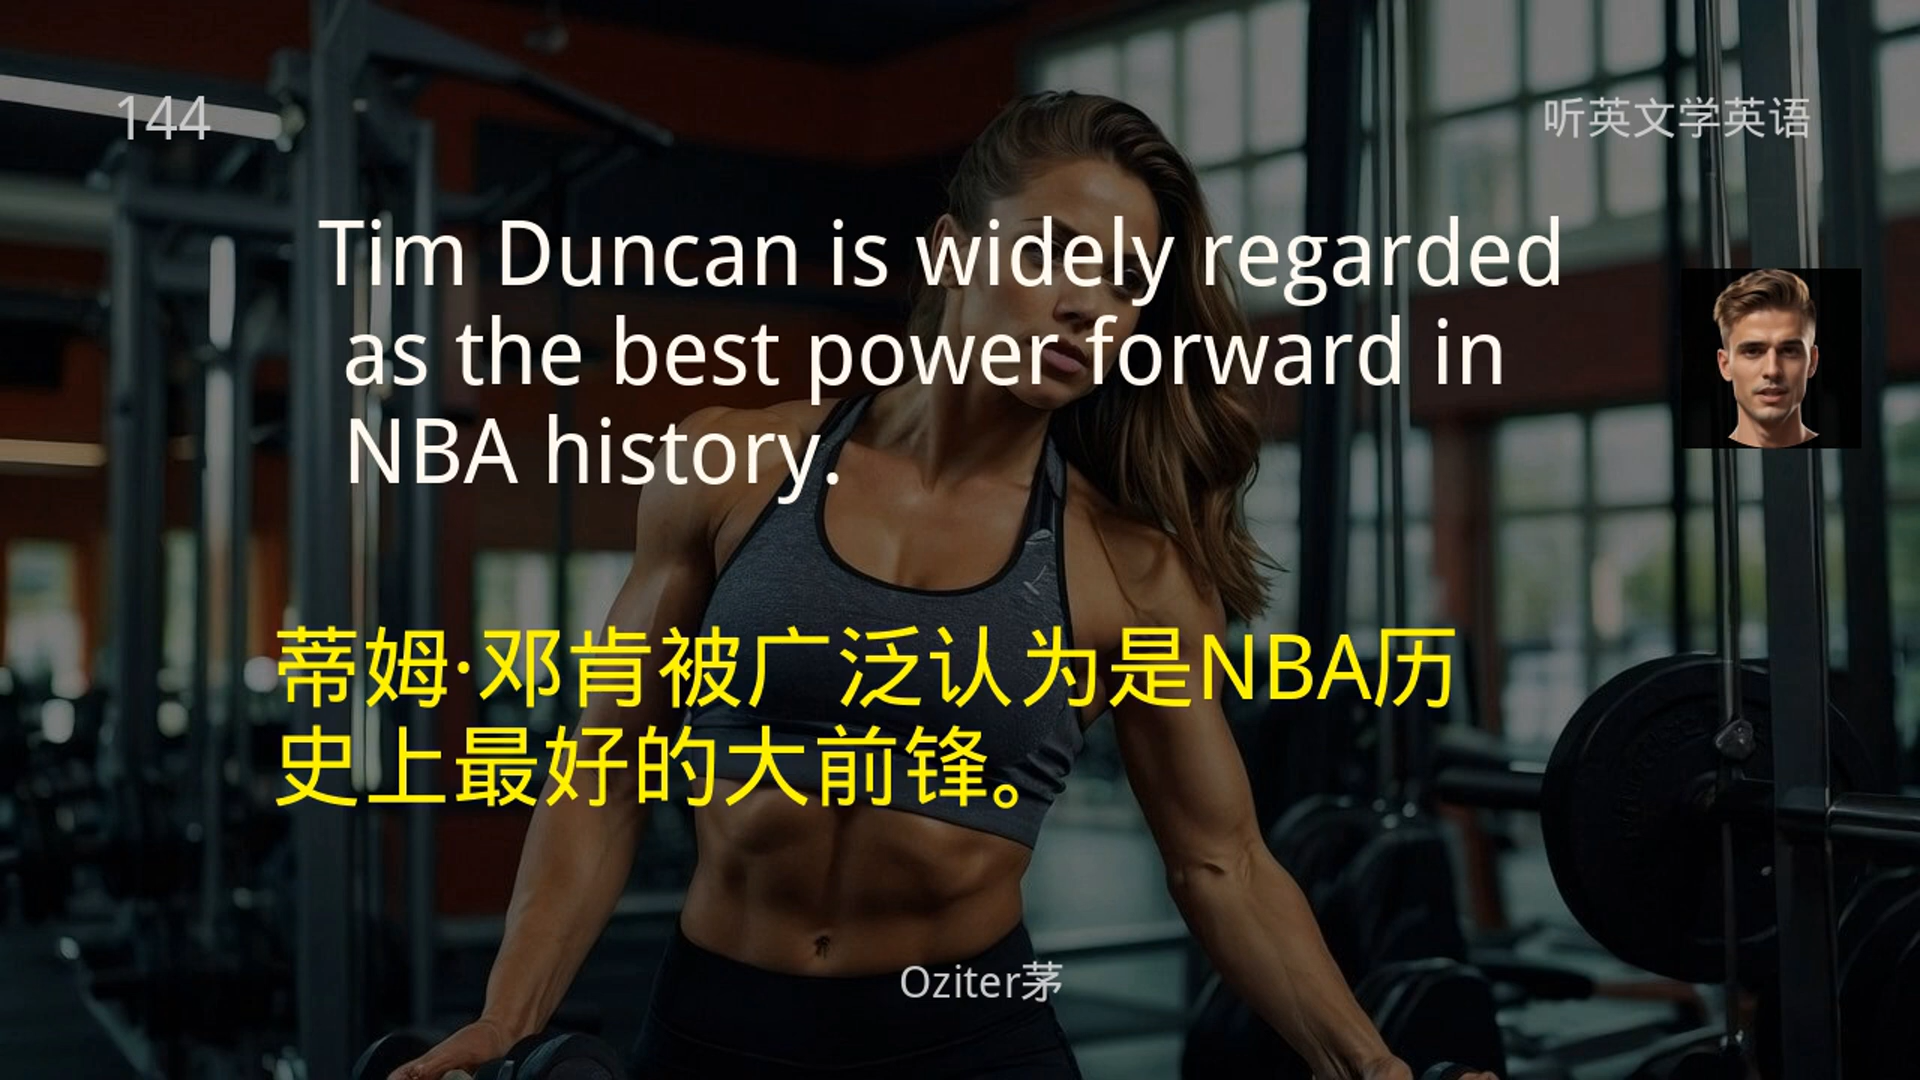 144
听英文学英语
Tim Duncan is widely regarded
as the best power forward in
NBA history.
蒂姆·邓肯被广泛认为是NBA历
史上最好的大前锋。
Oziter茅